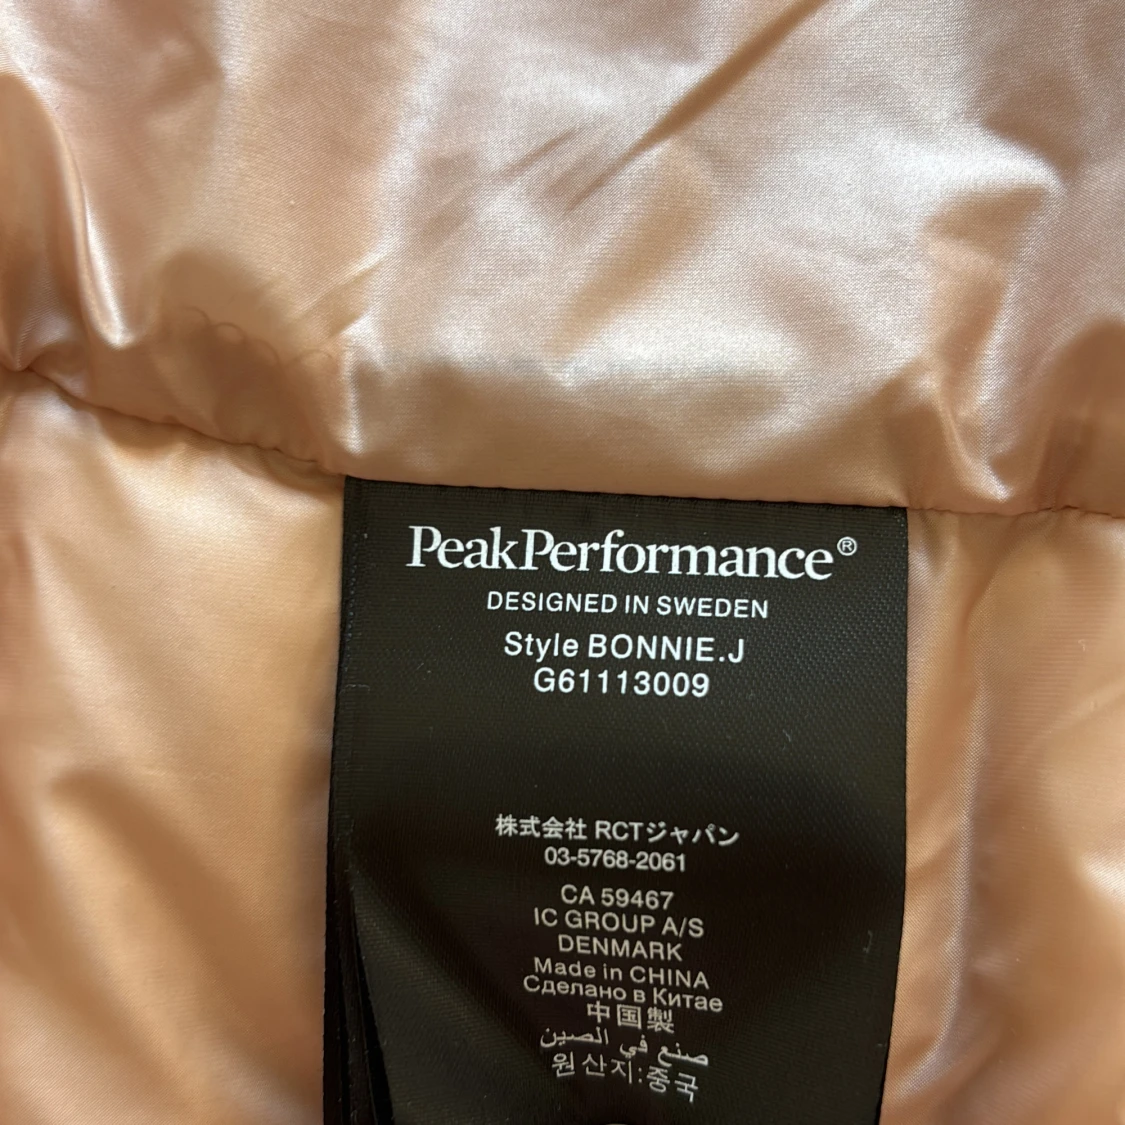 PeakPerformance®
DESIGNED IN SWEDEN
Style BONNIE.J
G61113009
株式会社 RCTジャパン
03-5768-2061
CA 59467
IC GROUP A/S
DENMARK
Made in CHINA
Сделано в Китае
中国製
صنع في الصين
원산지:중국